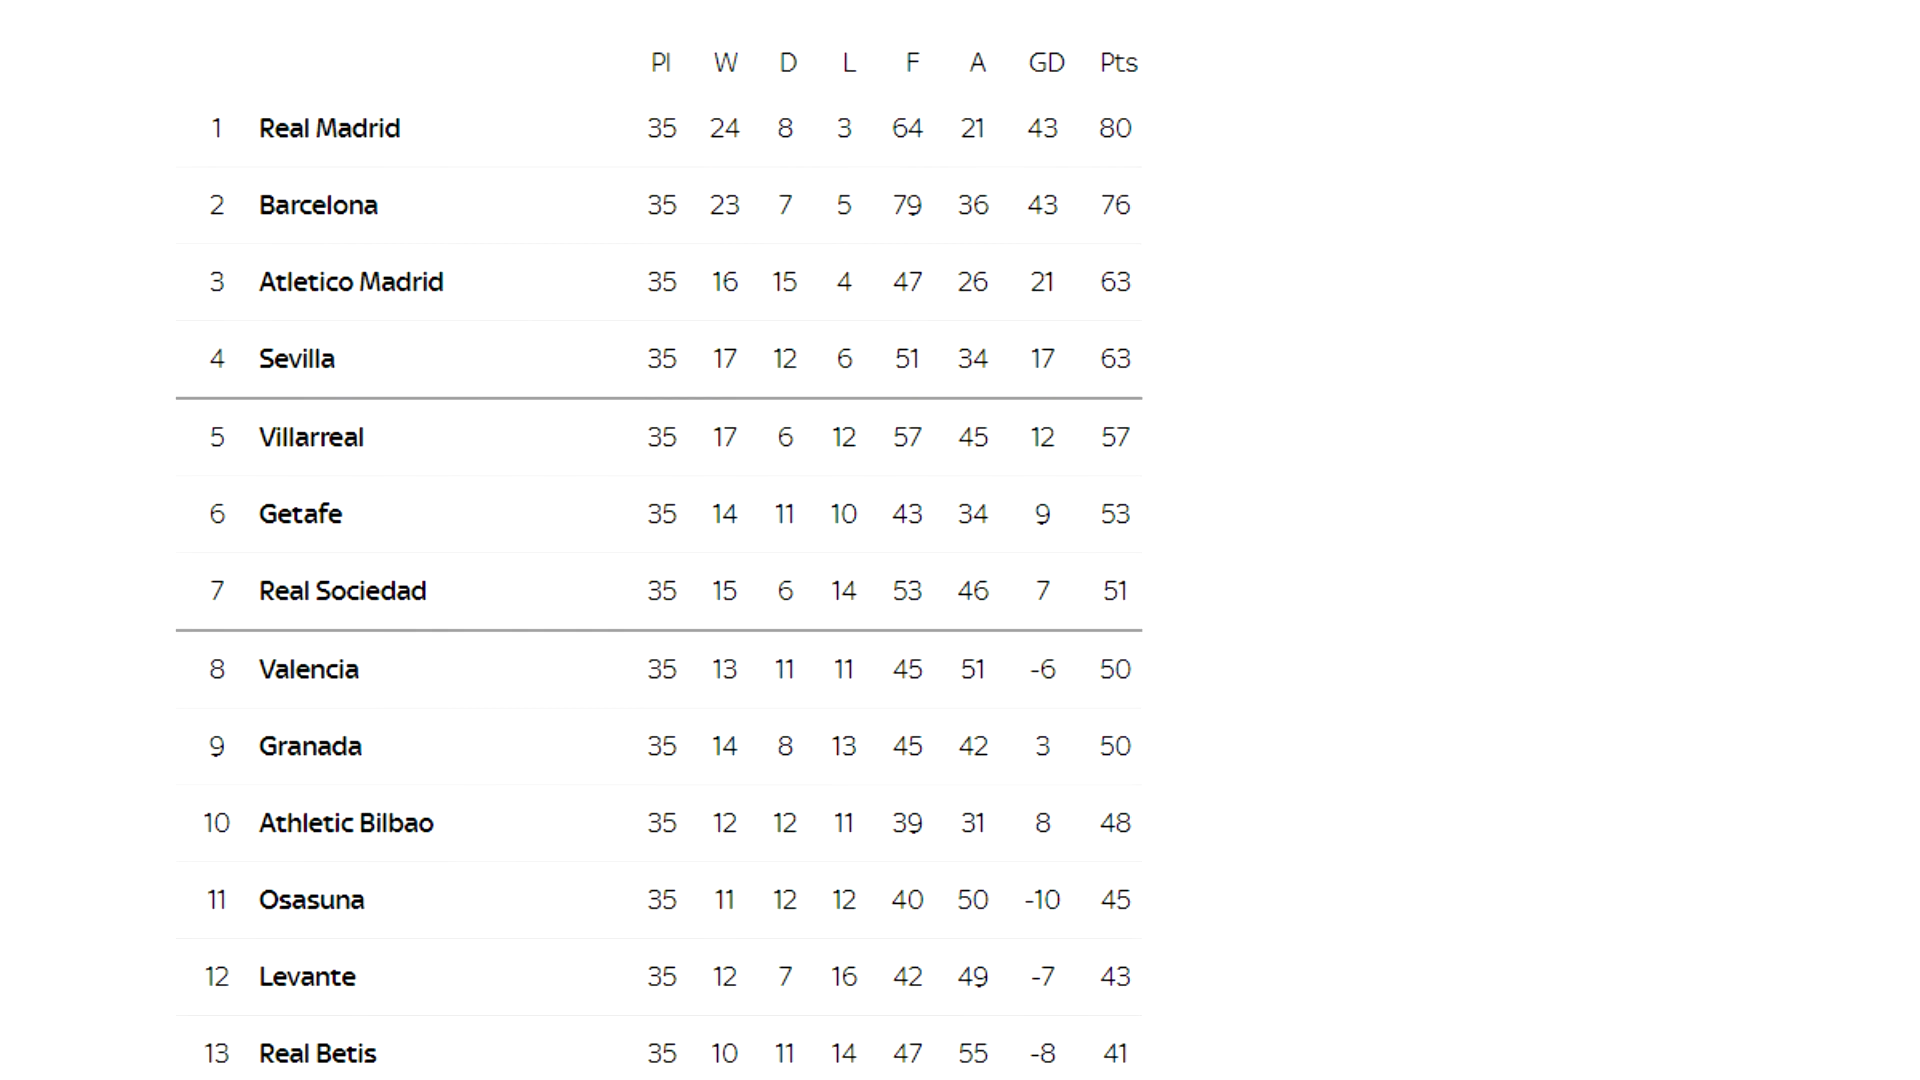 Pl W D L F A GD Pts
1 Real Madrid 35 24 8 3 64 21 43 80
2 Barcelona 35 23 7 5 79 36 43 76
3 Atletico Madrid 35 16 15 4 47 26 21 63
4 Sevilla 35 17 12 6 51 34 17 63
5 Villarreal 35 17 6 12 57 45 12 57
6 Getafe 35 14 11 10 43 34 9 53
7 Real Sociedad 35 15 6 14 53 46 7 51
8 Valencia 35 13 11 11 45 51 -6 50
9 Granada 35 14 8 13 45 42 3 50
10 Athletic Bilbao 35 12 12 11 39 31 8 48
11 Osasuna 35 11 12 12 40 50 -10 45
12 Levante 35 12 7 16 42 49 -7 43
13 Real Betis 35 10 11 14 47 55 -8 41